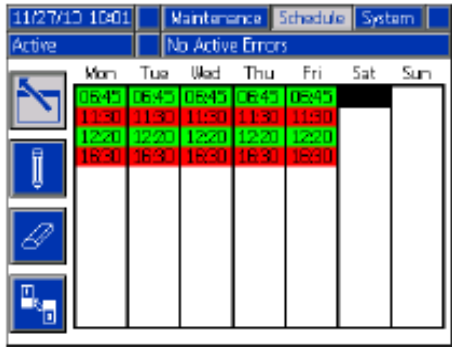 11/27/10 10:01 Maintenance Schedule System
Active No Active Errors
Mon Tue Wed Thu Fri Sat Sun
06:45 06:45 06:45 06:45 06:45
11:30 11:30 11:30 11:30 11:30
12:20 12:20 12:20 12:20 12:20
16:30 16:30 16:30 16:30 16:30